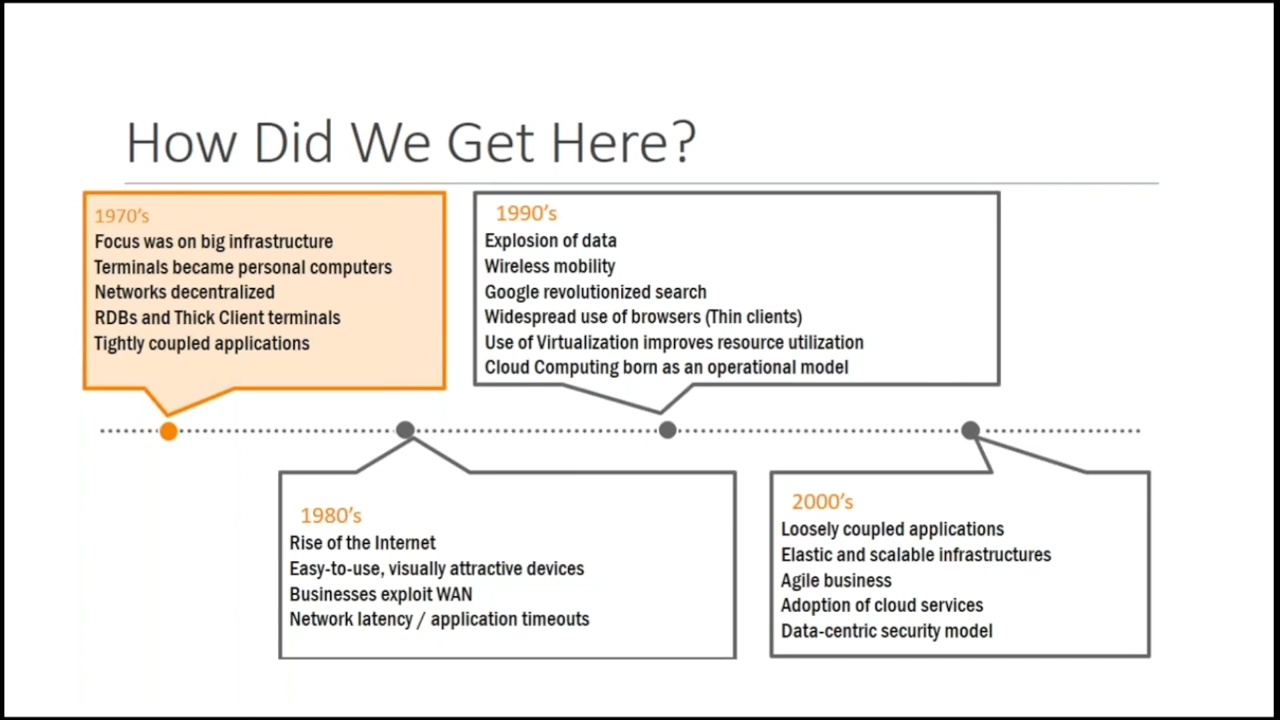 How Did We Get Here?
1970's
Focus was on big infrastructure
Terminals became personal computers
Networks decentralized
RDBs and Thick Client terminals
Tightly coupled applications
1980's
Rise of the Internet
Easy-to-use, visually attractive devices
Businesses exploit WAN
Network latency / application timeouts
1990's
Explosion of data
Wireless mobility
Google revolutionized search
Widespread use of browsers (Thin clients)
Use of Virtualization improves resource utilization
Cloud Computing born as an operational model
2000's
Loosely coupled applications
Elastic and scalable infrastructures
Agile business
Adoption of cloud services
Data-centric security model